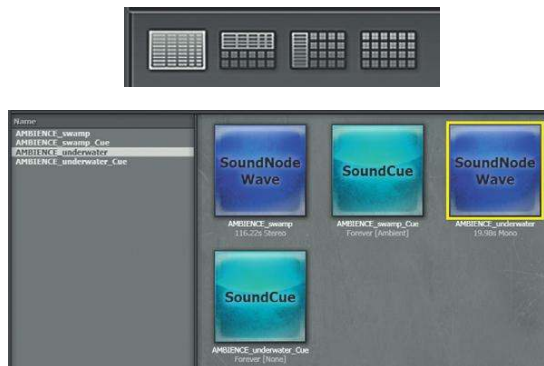 Name
AMBIENCE_swamp
AMBIENCE_swamp_Cue
AMBIENCE_underwater
AMBIENCE_underwater_Cue
SoundNode
Wave
AMBIENCE_swamp
116.22s Stereo
SoundCue
AMBIENCE_swamp_Cue
Forever [Ambient]
SoundNode
Wave
AMBIENCE_underwater
19.98s Mono
SoundCue
AMBIENCE_underwater_Cue
Forever [None]